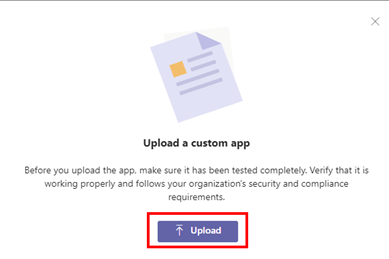 Upload a custom app
Before you upload the app, make sure it has been tested completely. Verify that it is
working properly and follows your organization's security and compliance
requirements.
Upload